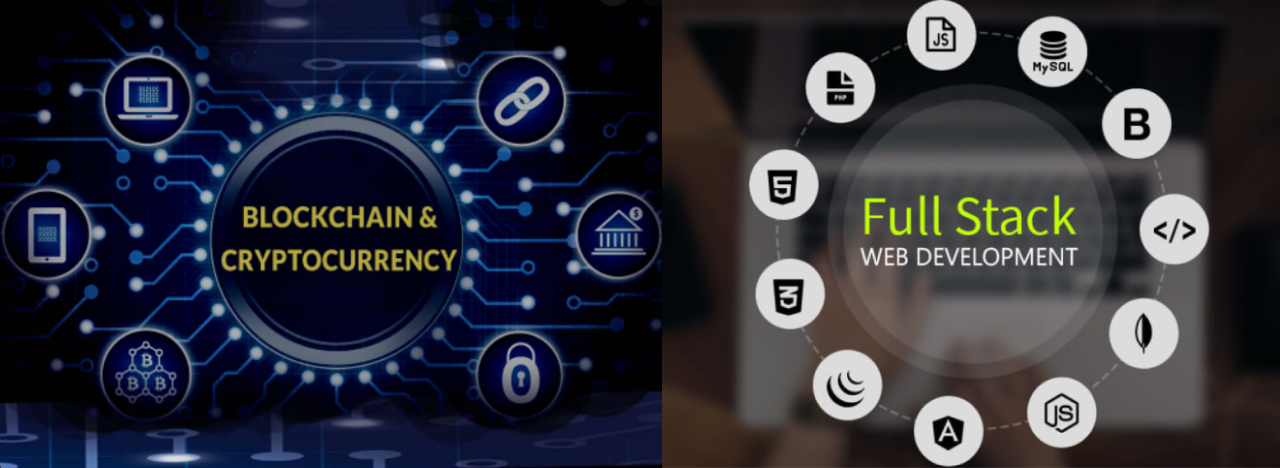 BLOCKCHAIN &
CRYPTOCURRENCY
JS
MySQL
PHP
B
5
Full Stack
</>
WEB DEVELOPMENT
3
JS
A
B
B B
$